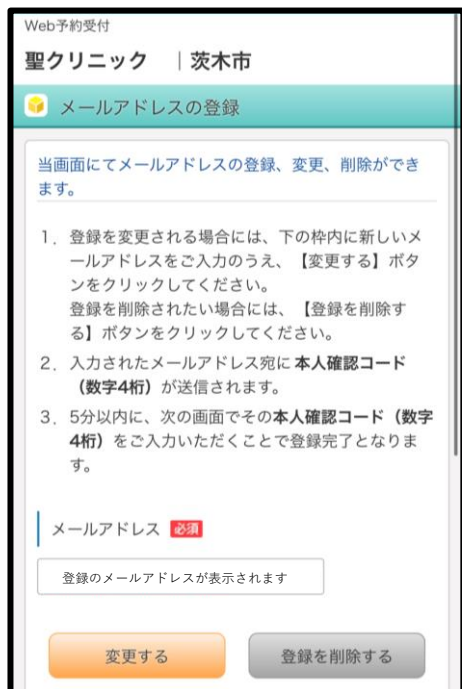 Web予約受付
聖クリニック ｜茨木市
メールアドレスの登録
当画面にてメールアドレスの登録、変更、削除ができ
ます。
1. 登録を変更される場合には、下の枠内に新しいメ
ールアドレスをご入力のうえ、【変更する】ボタ
ンをクリックしてください。
登録を削除されたい場合には、【登録を削除す
る】ボタンをクリックしてください。
2. 入力されたメールアドレス宛に本人確認コード
（数字4桁）が送信されます。
3. 5分以内に、次の画面でその本人確認コード（数字
4桁）をご入力いただくことで登録完了となりま
す。
メールアドレス 必須
登録のメールアドレスが表示されます
変更する 登録を削除する